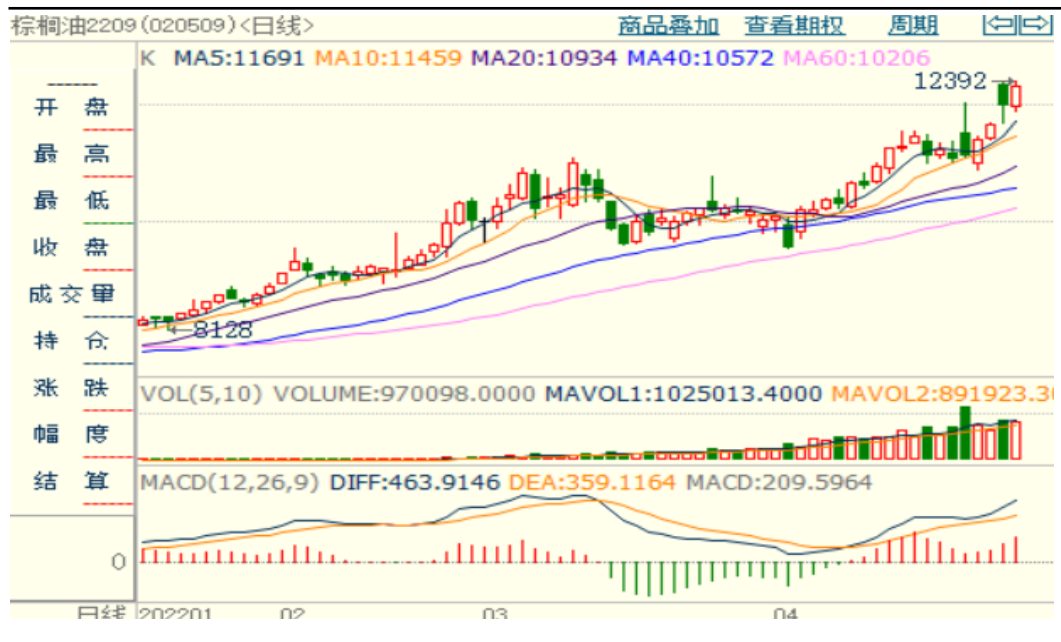 棕榈油2209(020509)<日线> 商品叠加 查看期权 周期
K MA5:11691 MA10:11459 MA20:10934 MA40:10572 MA60:10206
12392
开 盘
最 高
最 低
收 盘
成 交 量
8128
持 仓
涨 跌
VOL(5,10) VOLUME:970098.0000 MAVOL1:1025013.4000 MAVOL2:891923.30
幅 度
结 算
MACD(12,26,9) DIFF:463.9146 DEA:359.1164 MACD:209.5964
0
日线 202201 02 03 04